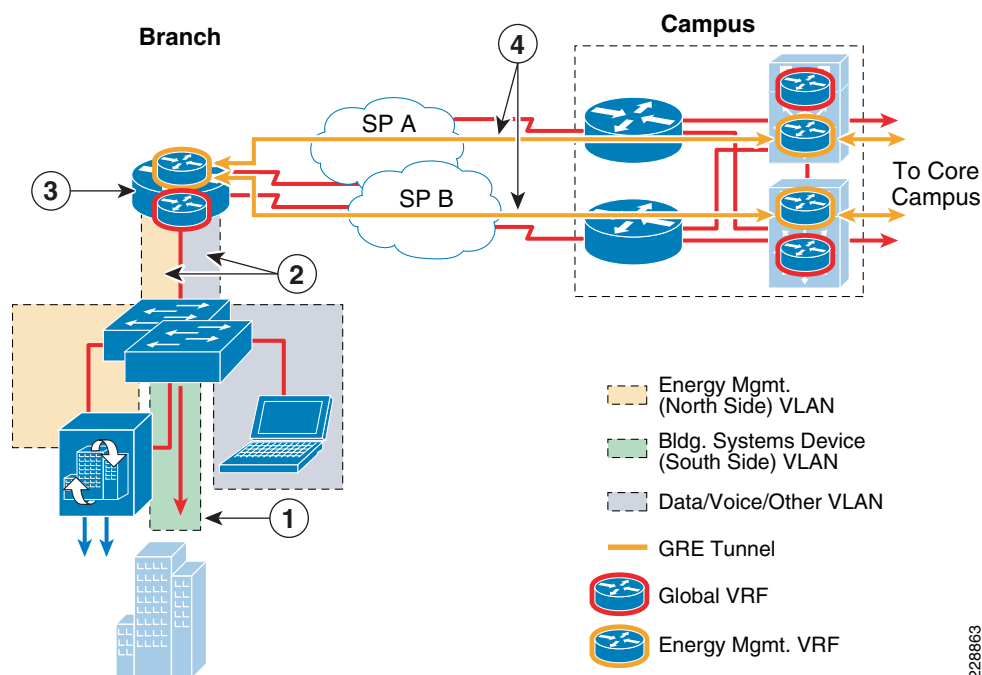 Branch
Campus
4
SP A
3
SP B
To Core
Campus
2
Energy Mgmt.
(North Side) VLAN
Bldg. Systems Device
(South Side) VLAN
1
Data/Voice/Other VLAN
GRE Tunnel
Global VRF
Energy Mgmt. VRF
228863